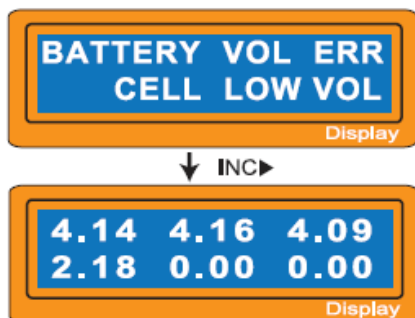 BATTERY VOL ERR
CELL LOW VOL
Display
INC▶
4.14 4.16 4.09
2.18 0.00 0.00
Display